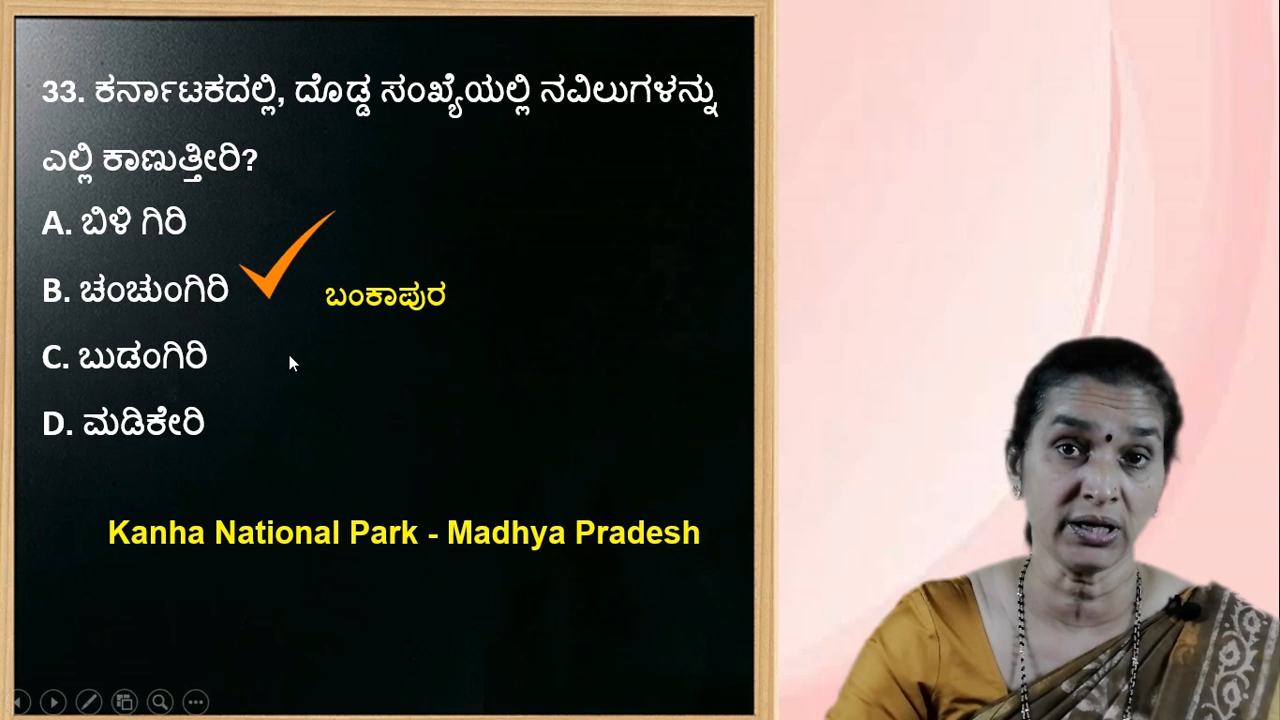 33. ಕರ್ನಾಟಕದಲ್ಲಿ, ದೊಡ್ಡ ಸಂಖ್ಯೆಯಲ್ಲಿ ನವಿಲುಗಳನ್ನು
ಎಲ್ಲಿ ಕಾಣುತ್ತೀರಿ?
A. ಬಿಳಿ ಗಿರಿ
B. ಚಂಚುಂಗಿರಿ
ಬಂಕಾಪುರ
C. ಬುಡಂಗಿರಿ
D. ಮಡಿಕೇರಿ
Kanha National Park - Madhya Pradesh